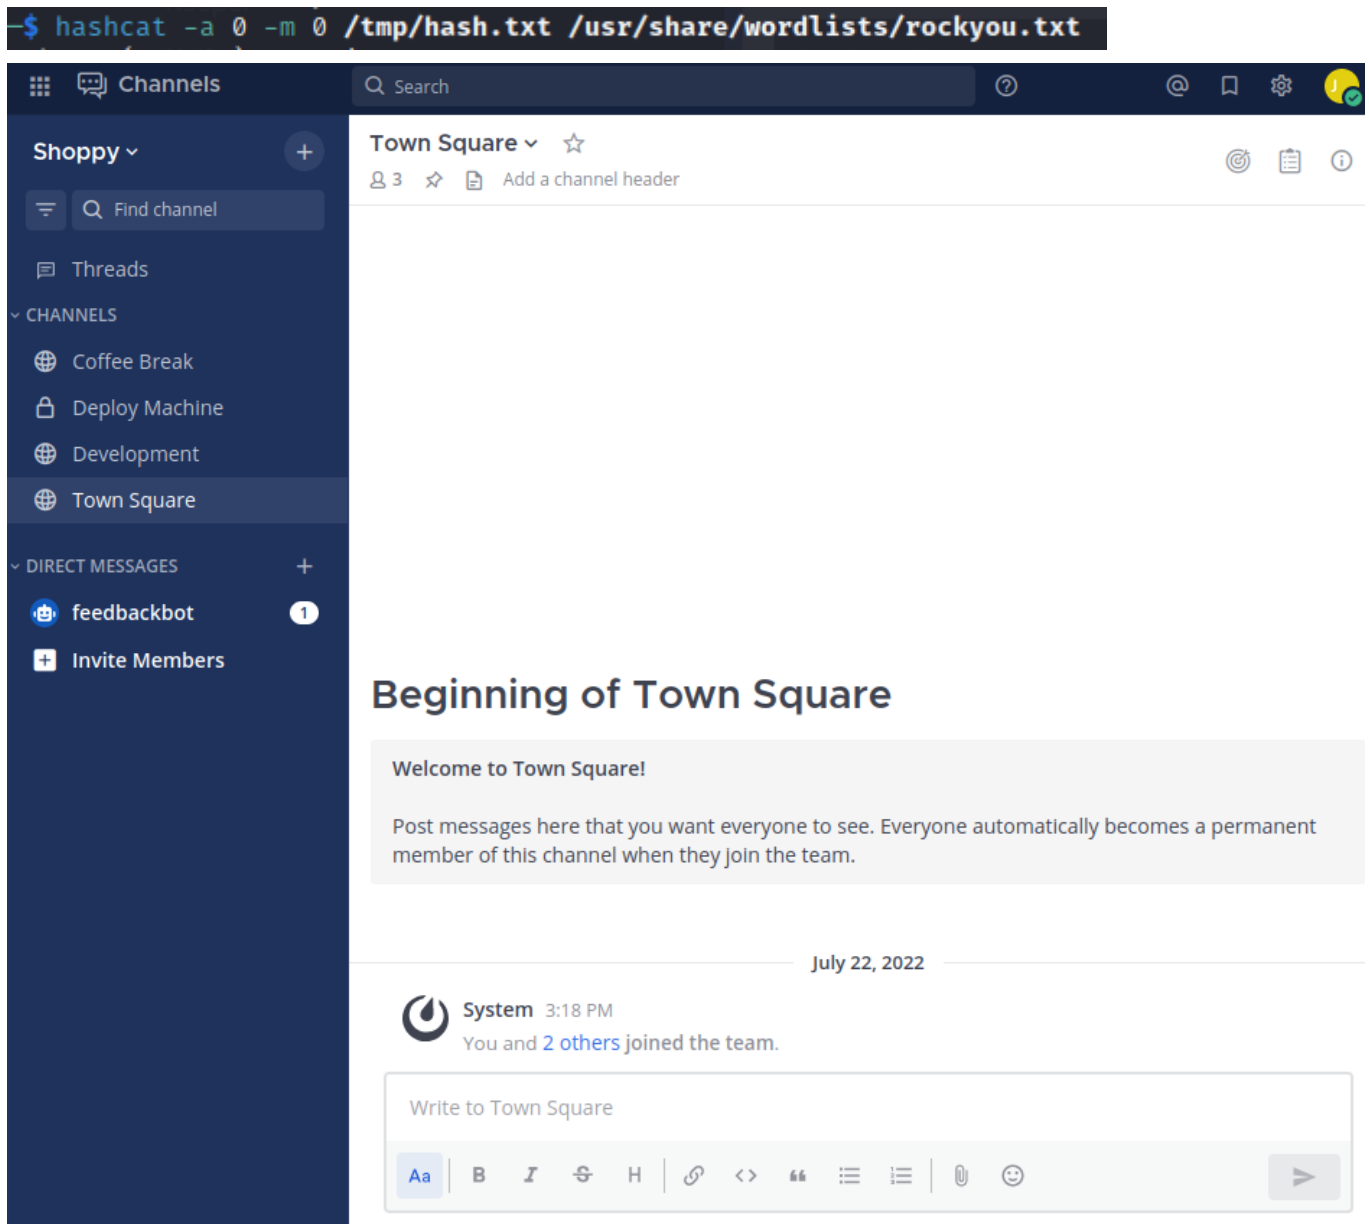 $ hashcat -a 0 -m 0 /tmp/hash.txt /usr/share/wordlists/rockyou.txt
Channels
Search
J
Shoppy
Town Square
3 Add a channel header
Find channel
Threads
CHANNELS
Coffee Break
Deploy Machine
Development
Town Square
DIRECT MESSAGES
feedbackbot 1
Invite Members
Beginning of Town Square
Welcome to Town Square!
Post messages here that you want everyone to see. Everyone automatically becomes a permanent
member of this channel when they join the team.
July 22, 2022
System 3:18 PM
You and 2 others joined the team.
Write to Town Square
Aa B I S H